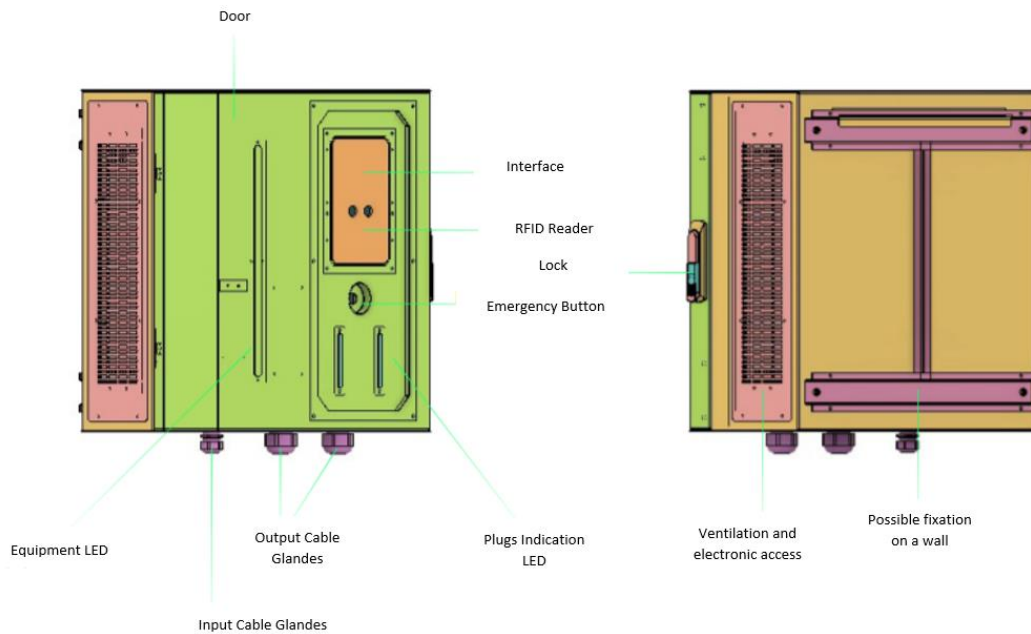 Door
Interface
RFID Reader
Lock
Emergency Button
Equipment LED
Output Cable
Glandes
Plugs Indication
LED
Ventilation and
electronic access
Possible fixation
on a wall
Input Cable Glandes